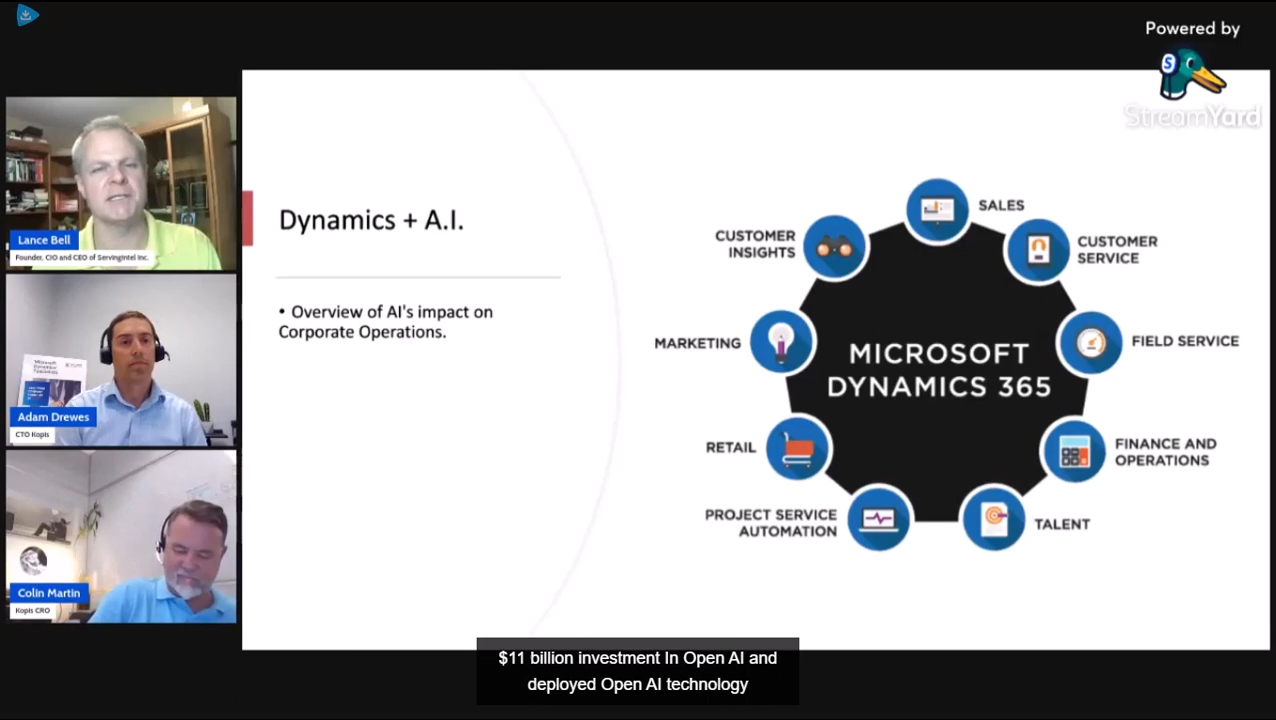 Powered by
StreamYard
Lance Bell
Founder, CIO and CEO of ServingIntel Inc.
Adam Drewes
CTO Kopis
Colin Martin
Kopis CRO
Dynamics + A.I.
• Overview of AI's impact on
Corporate Operations.
SALES
CUSTOMER
INSIGHTS
CUSTOMER
SERVICE
MARKETING
FIELD SERVICE
MICROSOFT
DYNAMICS 365
RETAIL
FINANCE AND
OPERATIONS
PROJECT SERVICE
AUTOMATION
TALENT
$11 billion investment In Open AI and
deployed Open AI technology